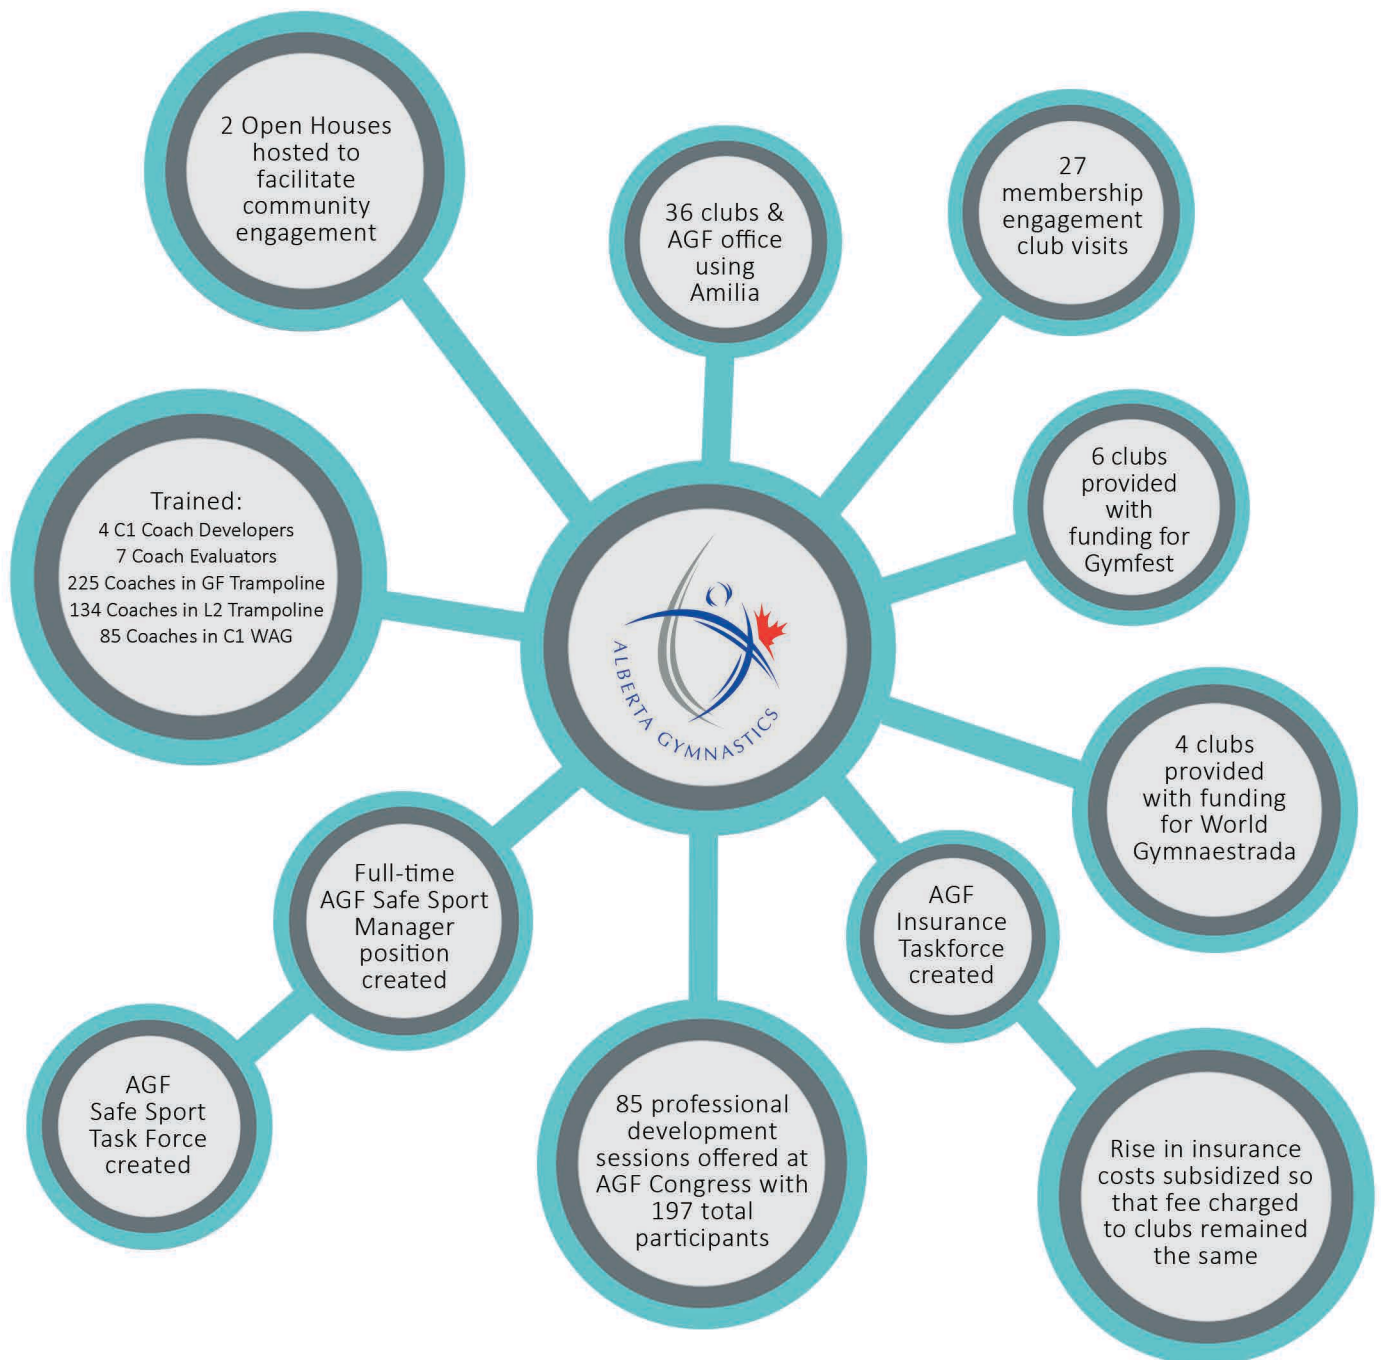 2 Open Houses
hosted to
facilitate
community
engagement
36 clubs &
AGF office
using
Amilia
27
membership
engagement
club visits
6 clubs
provided
with
funding for
Gymfest
Trained:
4 C1 Coach Developers
7 Coach Evaluators
225 Coaches in GF Trampoline
134 Coaches in L2 Trampoline
85 Coaches in C1 WAG
ALBERTA GYMNASTICS
4 clubs
provided
with funding
for World
Gymnaestrada
Full-time
AGF Safe Sport
Manager
position
created
AGF
Insurance
Taskforce
created
AGF
Safe Sport
Task Force
created
85 professional
development
sessions offered at
AGF Congress with
197 total
participants
Rise in insurance
costs subsidized so
that fee charged
to clubs remained
the same